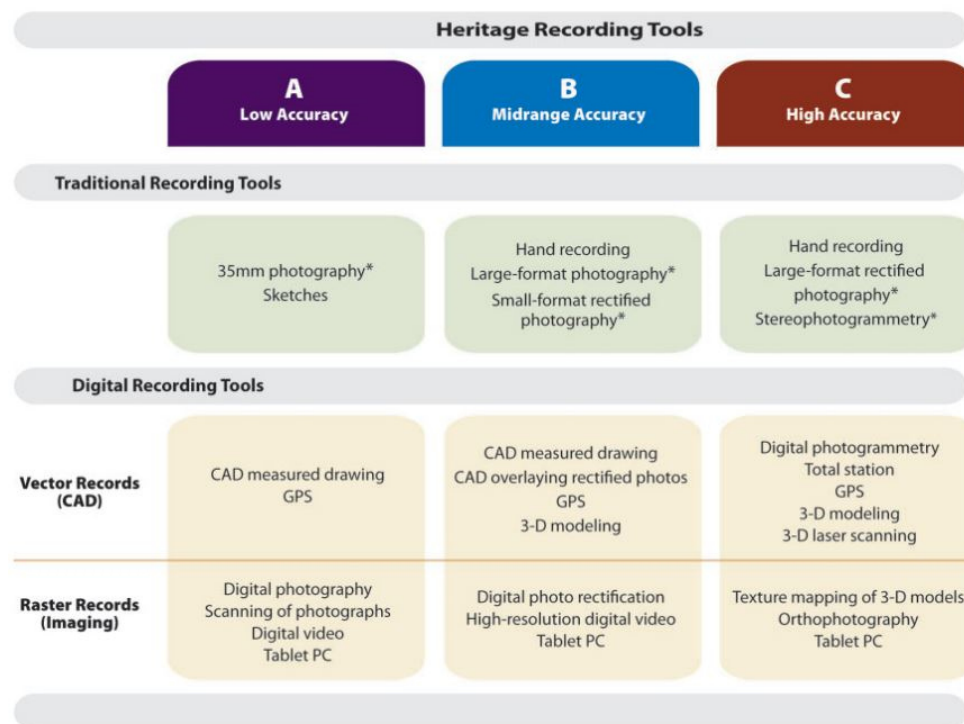 Heritage Recording Tools
A
Low Accuracy
B
Midrange Accuracy
C
High Accuracy
Traditional Recording Tools
35mm photography*
Sketches
Hand recording
Large-format photography*
Small-format rectified
photography*
Hand recording
Large-format rectified
photography*
Stereophotogrammetry*
Digital Recording Tools
Vector Records
(CAD)
CAD measured drawing
GPS
CAD measured drawing
CAD overlaying rectified photos
GPS
3-D modeling
Digital photogrammetry
Total station
GPS
3-D modeling
3-D laser scanning
Raster Records
(Imaging)
Digital photography
Scanning of photographs
Digital video
Tablet PC
Digital photo rectification
High-resolution digital video
Tablet PC
Texture mapping of 3-D models
Orthophotography
Tablet PC